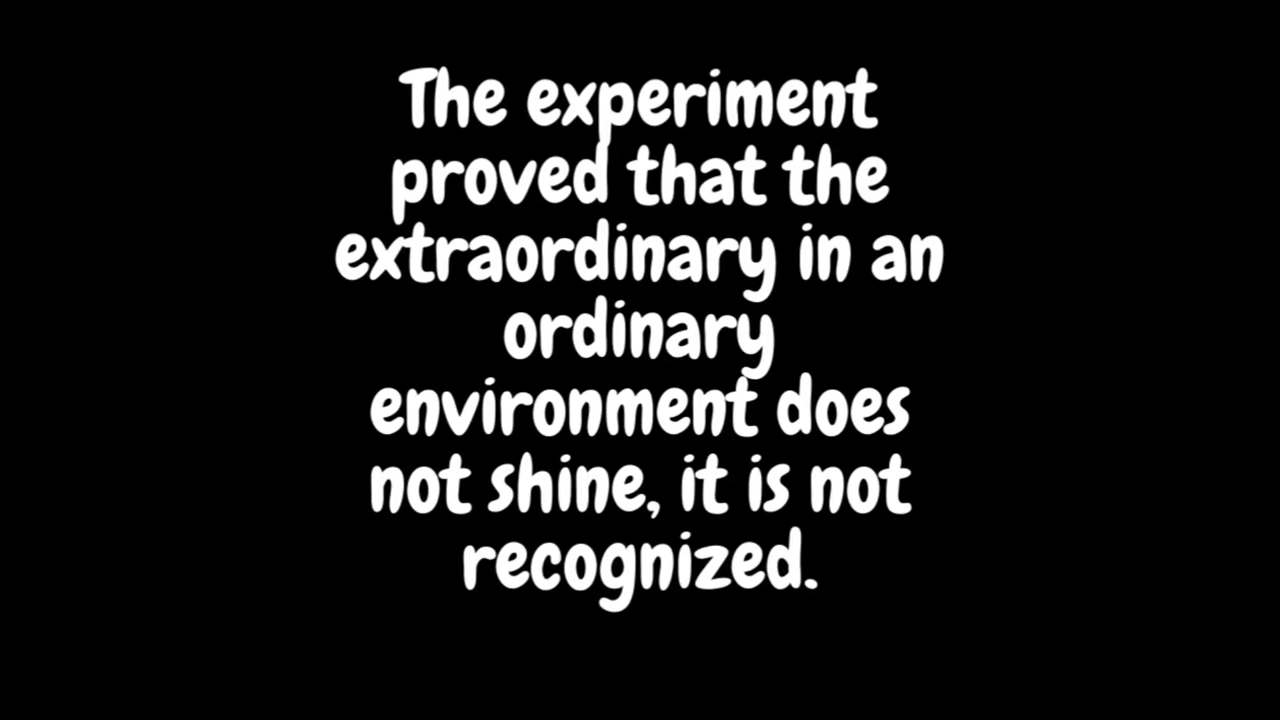 The experiment
proved that the
extraordinary in an
ordinary
environment does
not shine, it is not
recognized.